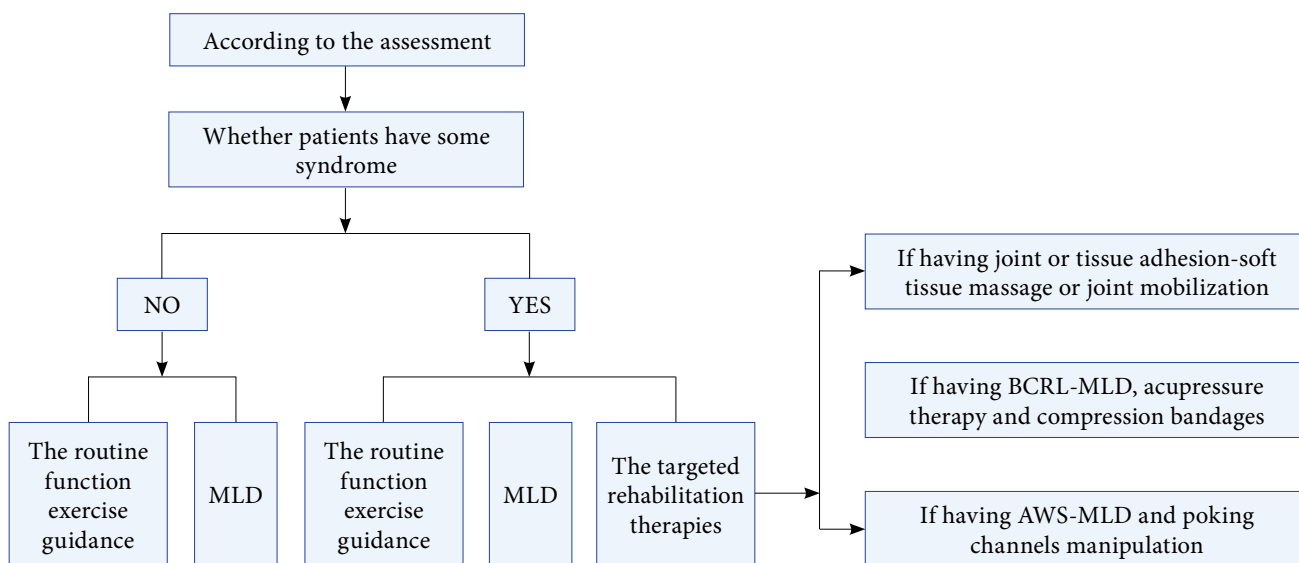 According to the assessment
Whether patients have some
syndrome
NO
YES
The routine
function
exercise
guidance
MLD
The routine
function
exercise
guidance
MLD
The targeted
rehabilitation
therapies
If having joint or tissue adhesion-soft
tissue massage or joint mobilization
If having BCRL-MLD, acupressure
therapy and compression bandages
If having AWS-MLD and poking
channels manipulation